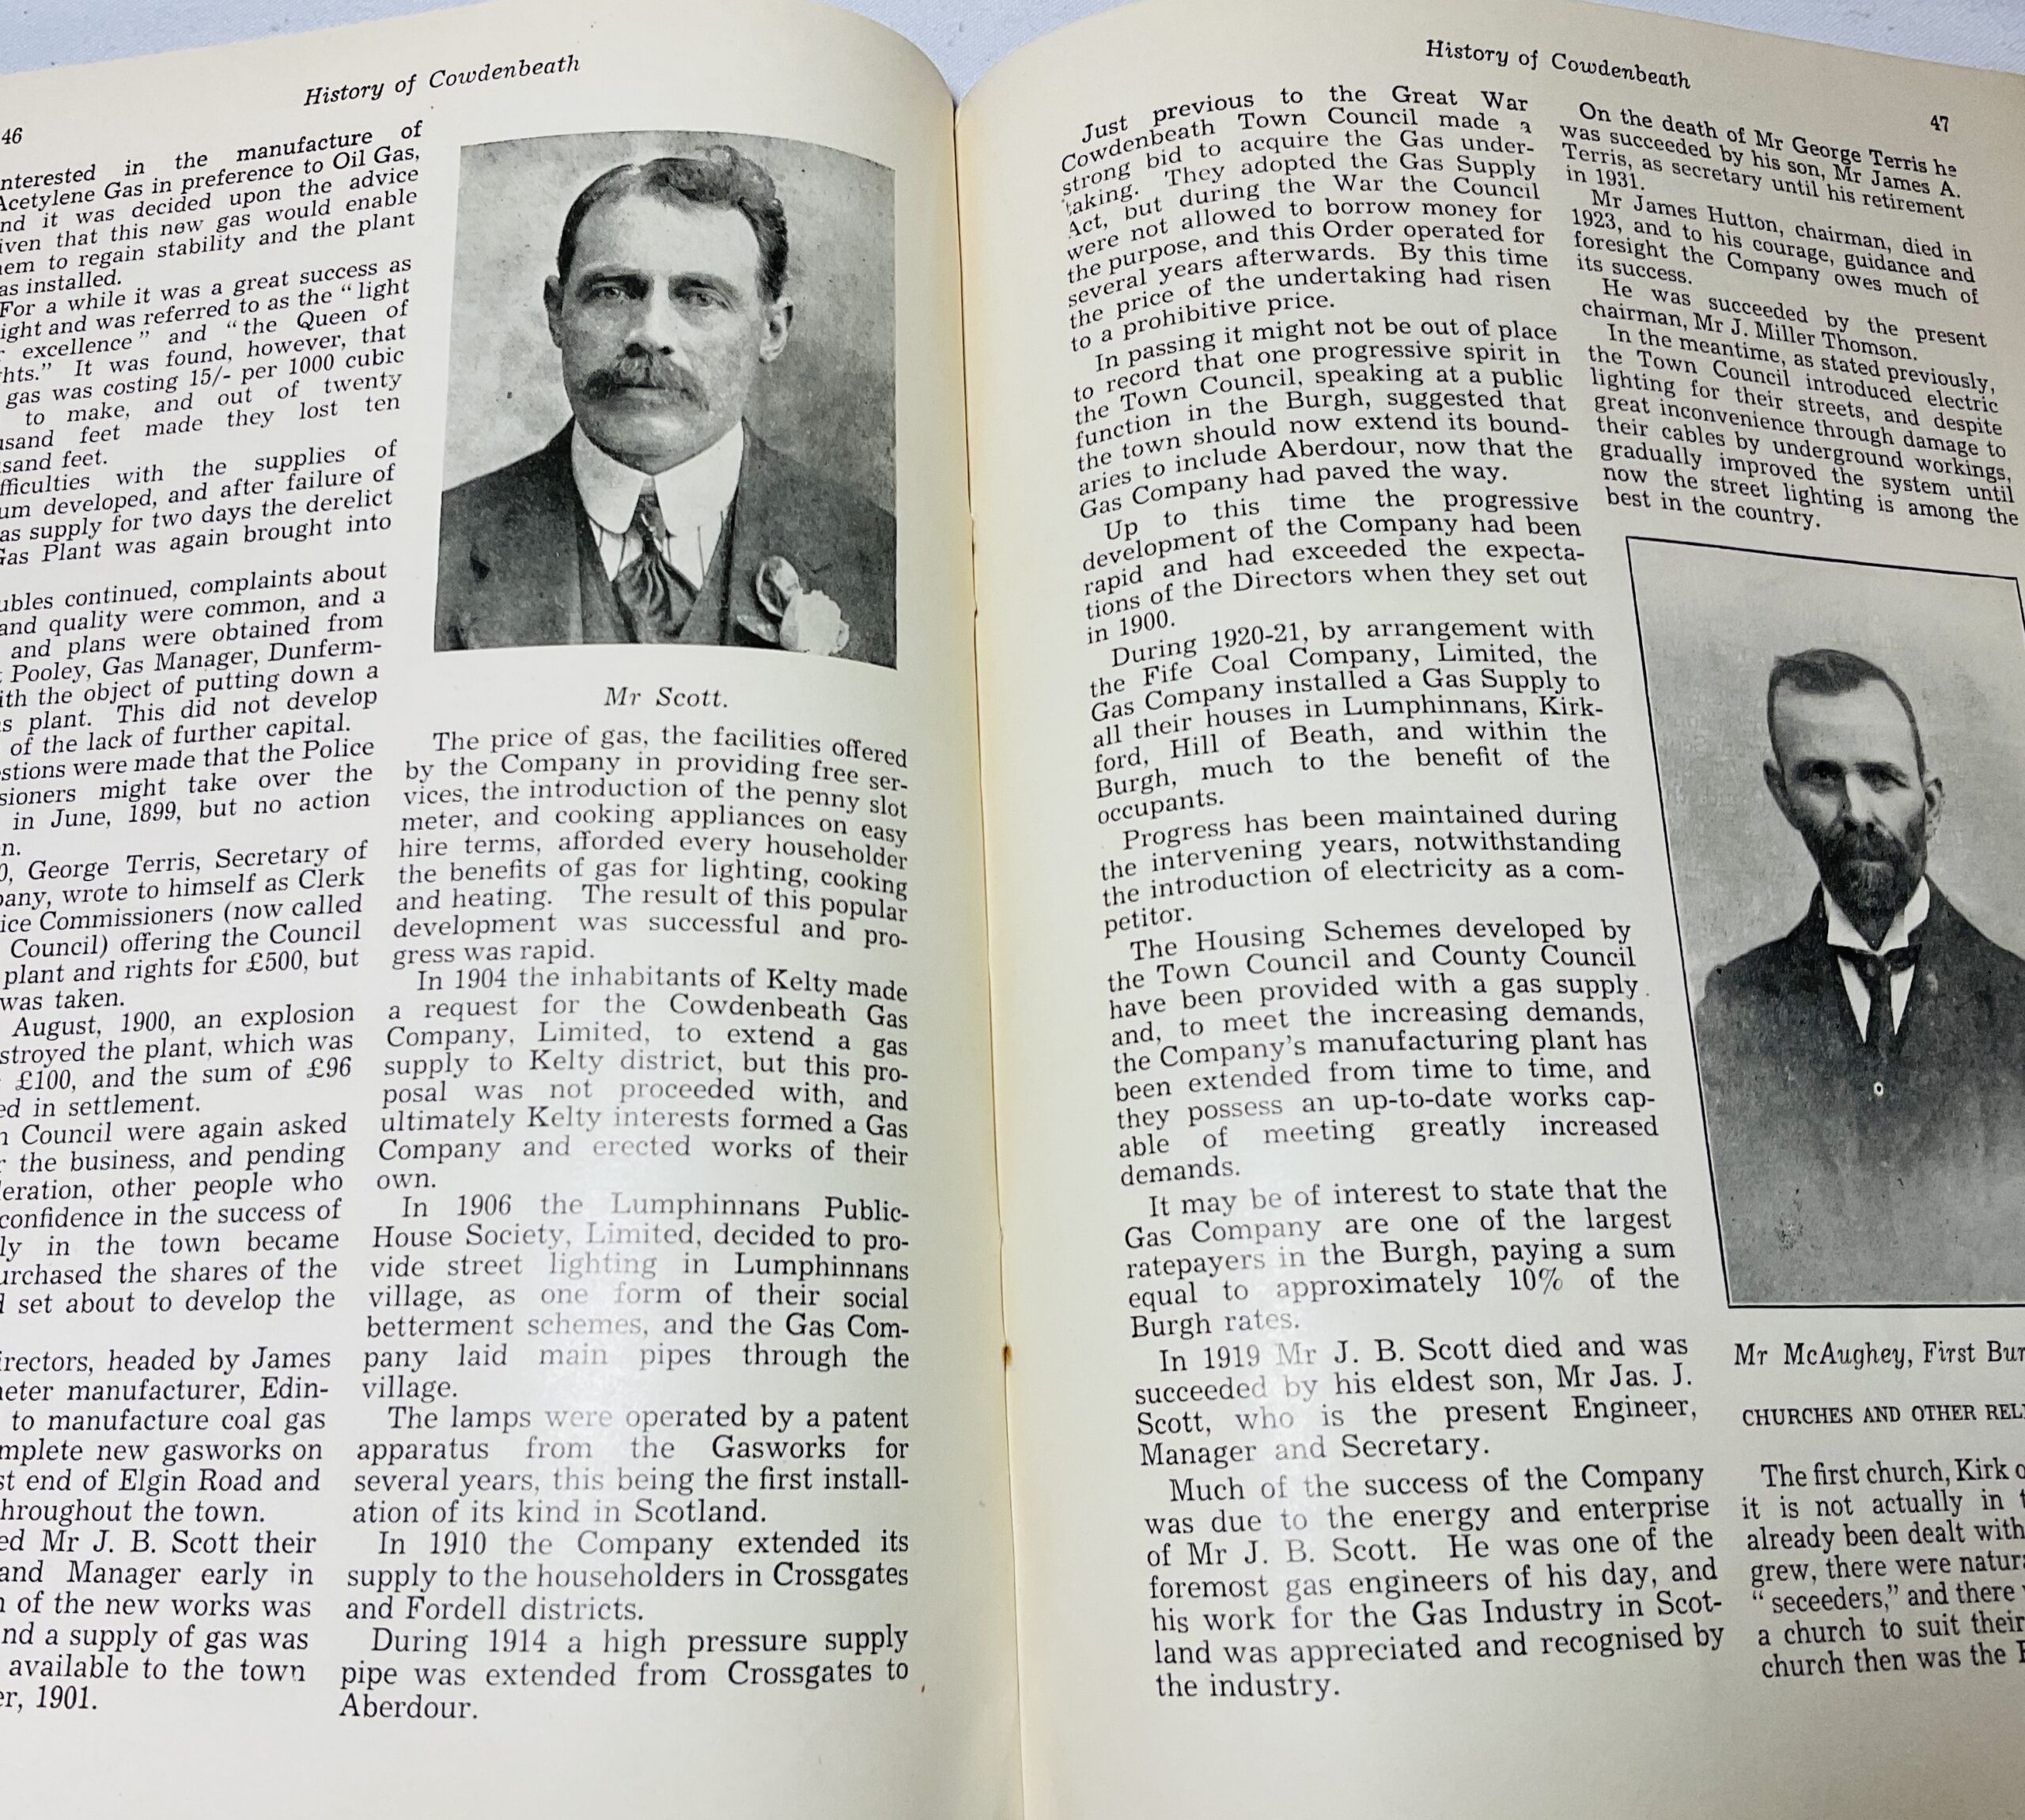 History of Cowdenbeath
46
nterested in the manufacture of
Acetylene Gas in preference to Oil Gas,
nd it was decided upon the advice
iven that this new gas would enable
em to regain stability and the plant
as installed.
For a while it was a great success as
ight and was referred to as the "light
r excellence" and "the Queen of
hts." It was found, however, that
gas was costing 15/- per 1000 cubic
to make, and out of twenty
usand feet made they lost ten
sand feet.
fficulties with the supplies of
um developed, and after failure of
as supply for two days the derelict
Gas Plant was again brought into
ubles continued, complaints about
and quality were common, and a
and plans were obtained from
Pooley, Gas Manager, Dunferm-
ith the object of putting down a
s plant. This did not develop
of the lack of further capital.
stions were made that the Police
sioners might take over the
in June, 1899, but no action
n.
0, George Terris, Secretary of
pany, wrote to himself as Clerk
ice Commissioners (now called
Council) offering the Council
plant and rights for £500, but
was taken.
August, 1900, an explosion
stroyed the plant, which was
£100, and the sum of £96
ed in settlement.
n Council were again asked
r the business, and pending
leration, other people who
confidence in the success of
ly in the town became
urchased the shares of the
d set about to develop the
irectors, headed by James
neter manufacturer, Edin-
to manufacture coal gas
mplete new gasworks on
st end of Elgin Road and
hroughout the town.
ed Mr J. B. Scott their
and Manager early in
n of the new works was
nd a supply of gas was
available to the town
er, 1901.
Mr Scott.
The price of gas, the facilities offered
by the Company in providing free ser-
vices, the introduction of the penny slot
meter, and cooking appliances on easy
hire terms, afforded every householder
the benefits of gas for lighting, cooking
and heating. The result of this popular
development was successful and pro-
gress was rapid.
In 1904 the inhabitants of Kelty made
a request for the Cowdenbeath Gas
Company, Limited, to extend a gas
supply to Kelty district, but this pro-
posal was not proceeded with, and
ultimately Kelty interests formed a Gas
Company and erected works of their
own.
In 1906 the Lumphinnans Public-
House Society, Limited, decided to pro-
vide street lighting in Lumphinnans
village, as one form of their social
betterment schemes, and the Gas Com-
pany laid main pipes through the
village.
The lamps were operated by a patent
apparatus from the Gasworks for
several years, this being the first install-
ation of its kind in Scotland.
In 1910 the Company extended its
supply to the householders in Crossgates
and Fordell districts.
During 1914 a high pressure supply
pipe was extended from Crossgates to
Aberdour.
History of Cowdenbeath
47
Just previous to the Great War
Cowdenbeath Town Council made a
strong bid to acquire the Gas under-
taking. They adopted the Gas Supply
Act, but during the War the Council
were not allowed to borrow money for
the purpose, and this Order operated for
several years afterwards. By this time
the price of the undertaking had risen
to a prohibitive price.
In passing it might not be out of place
to record that one progressive spirit in
the Town Council, speaking at a public
function in the Burgh, suggested that
the town should now extend its bound-
aries to include Aberdour, now that the
Gas Company had paved the way.
Up to this time the progressive
development of the Company had been
rapid and had exceeded the expecta-
tions of the Directors when they set out
in 1900.
During 1920-21, by arrangement with
the Fife Coal Company, Limited, the
Gas Company installed a Gas Supply to
all their houses in Lumphinnans, Kirk-
ford, Hill of Beath, and within the
Burgh, much to the benefit of the
occupants.
Progress has been maintained during
the intervening years, notwithstanding
the introduction of electricity as a com-
petitor.
The Housing Schemes developed by
the Town Council and County Council
have been provided with a gas supply
and, to meet the increasing demands,
the Company's manufacturing plant has
been extended from time to time, and
they possess an up-to-date works cap-
able of meeting greatly increased
demands.
It may be of interest to state that the
Gas Company are one of the largest
ratepayers in the Burgh, paying a sum
equal to approximately 10% of the
Burgh rates.
In 1919 Mr J. B. Scott died and was
succeeded by his eldest son, Mr Jas. J.
Scott, who is the present Engineer,
Manager and Secretary.
Much of the success of the Company
was due to the energy and enterprise
of Mr J. B. Scott. He was one of the
foremost gas engineers of his day, and
his work for the Gas Industry in Scot-
land was appreciated and recognised by
the industry.
On the death of Mr George Terris he
was succeeded by his son, Mr James A.
Terris, as secretary until his retirement
in 1931.
Mr James Hutton, chairman, died in
1923, and to his courage, guidance and
foresight the Company owes much of
its success.
He was succeeded by the present
chairman, Mr J. Miller Thomson.
In the meantime, as stated previously,
the Town Council introduced electric
lighting for their streets, and despite
great inconvenience through damage to
their cables by underground workings,
gradually improved the system until
now the street lighting is among the
best in the country.
Mr McAughey, First Bur
CHURCHES AND OTHER REL
The first church, Kirk o
it is not actually in t
already been dealt with
grew, there were natura
"seceeders," and there
a church to suit their
church then was the